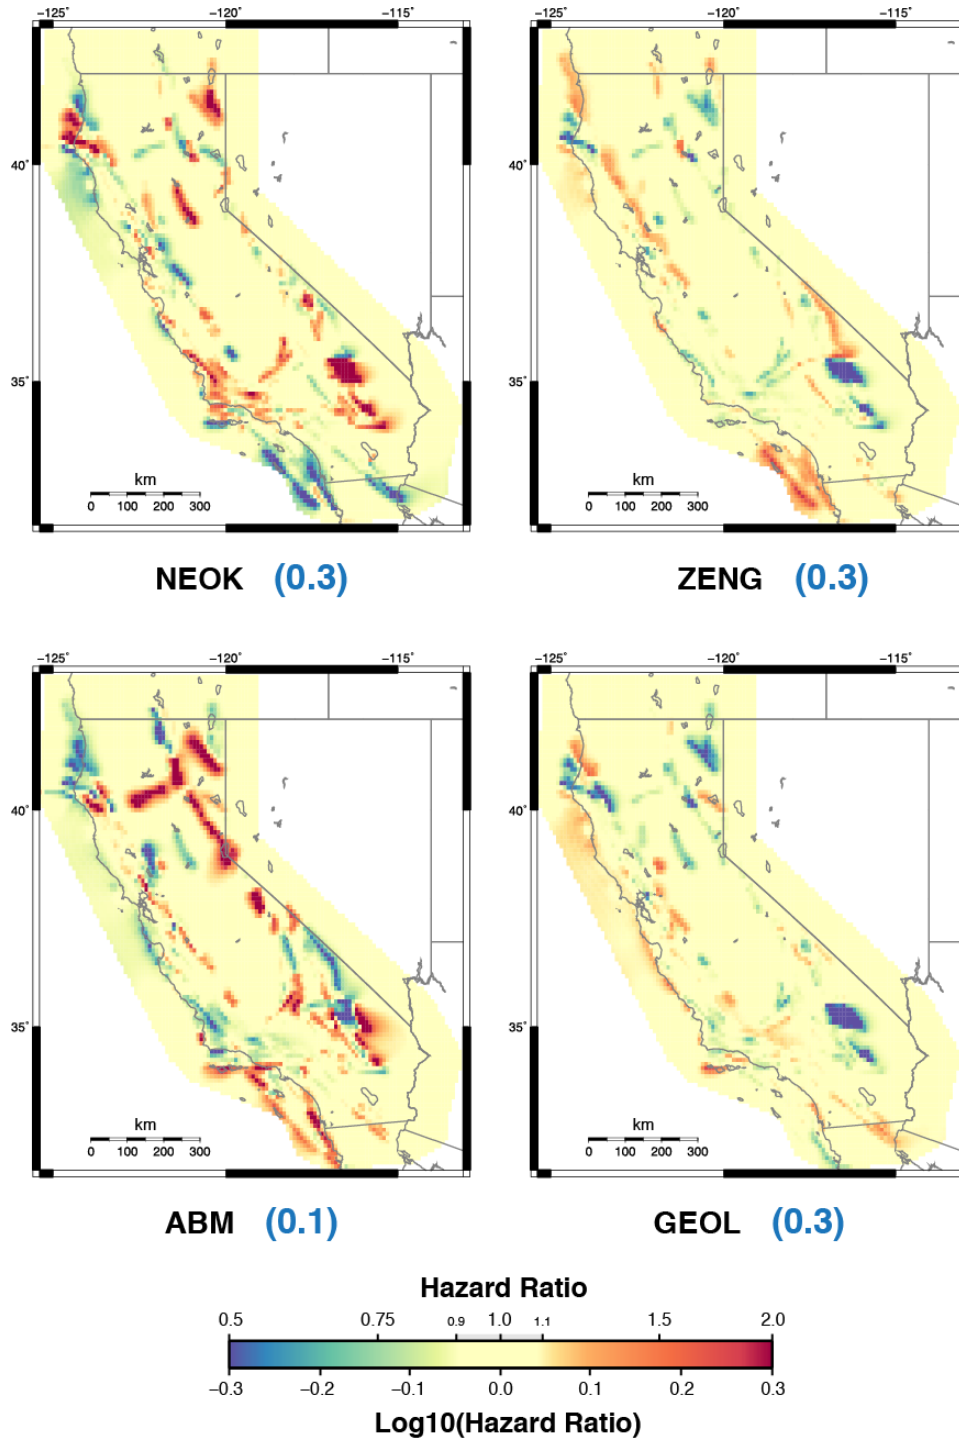 −125˚ −120˚ −115˚ −125˚ −120˚ −115˚
40˚ 40˚
35˚ 35˚
km km
0 100 200 300 0 100 200 300
NEOK (0.3) ZENG (0.3)
−125˚ −120˚ −115˚ −125˚ −120˚ −115˚
40˚ 40˚
35˚ 35˚
km km
0 100 200 300 0 100 200 300
ABM (0.1) GEOL (0.3)
Hazard Ratio
0.5 0.75 0.9 1.0 1.1 1.5 2.0
−0.3 −0.2 −0.1 0.0 0.1 0.2 0.3
Log10(Hazard Ratio)